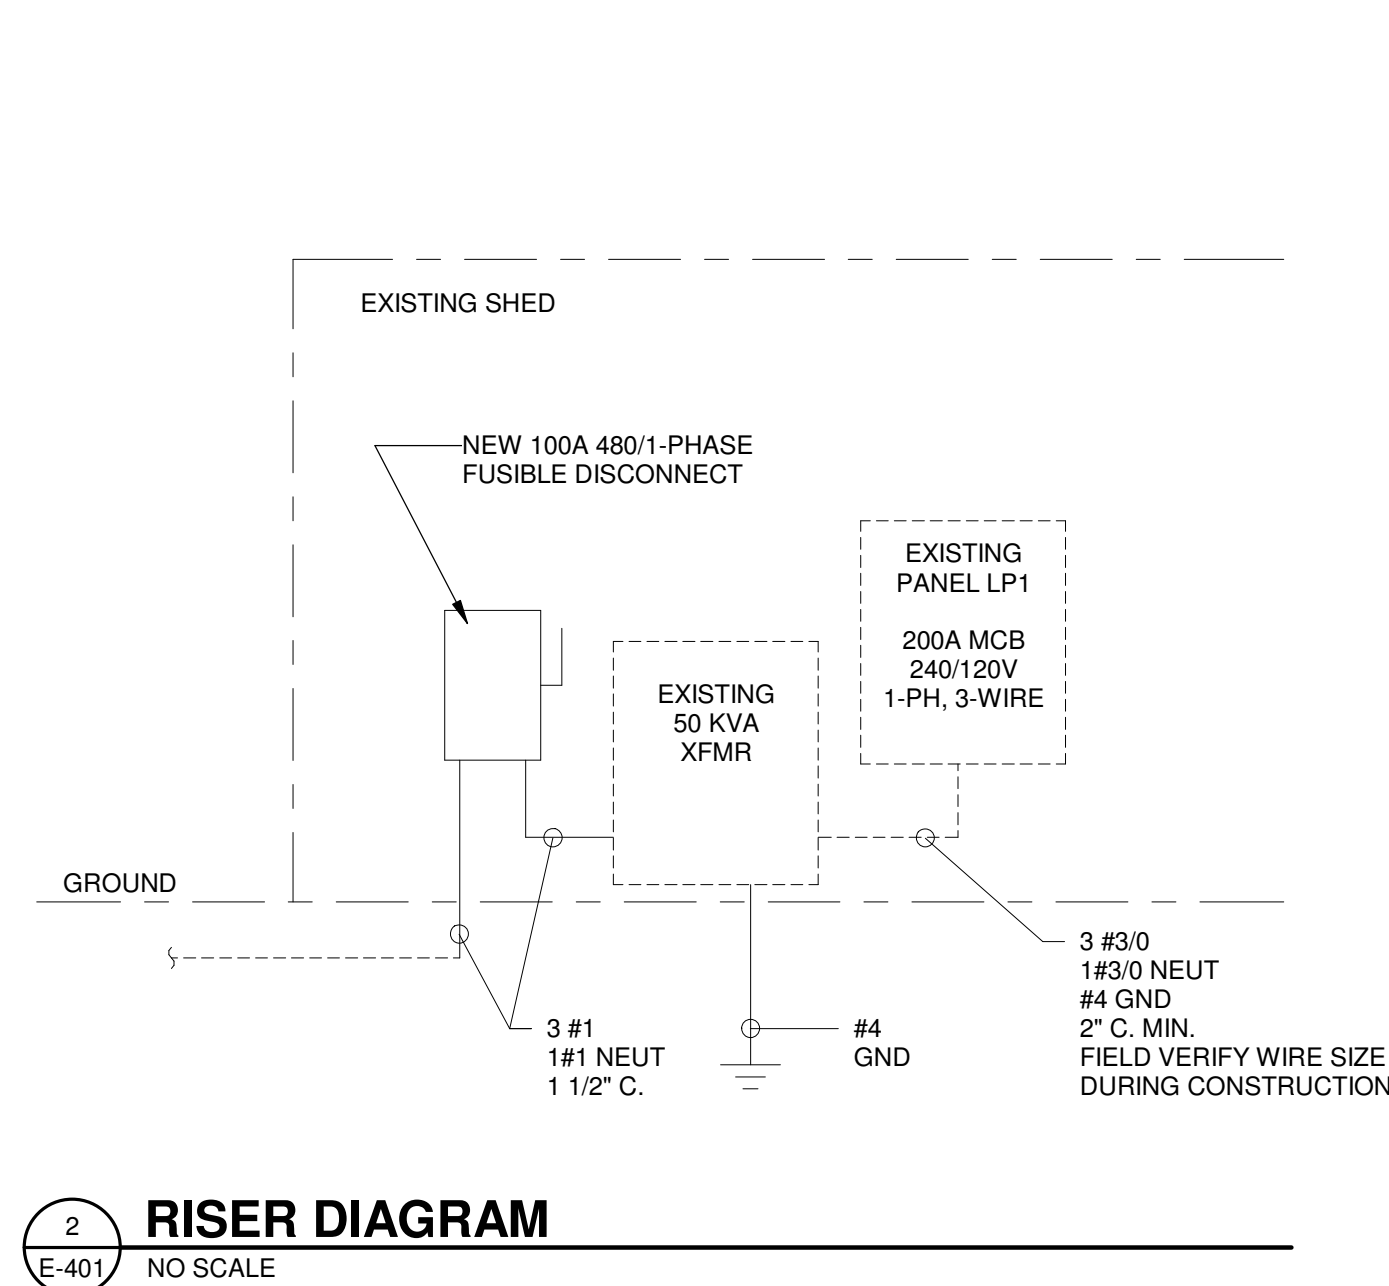 EXISTING SHED
NEW 100A 480/1-PHASE
FUSIBLE DISCONNECT
EXISTING
PANEL LP1
200A MCB
240/120V
1-PH, 3-WIRE
EXISTING
50 KVA
XFMR
GROUND
3 #1
1#1 NEUT
1 1/2" C.
#4
GND
3 #3/0
1#3/0 NEUT
#4 GND
2" C. MIN.
FIELD VERIFY WIRE SIZE
DURING CONSTRUCTION
2
E-401
RISER DIAGRAM
NO SCALE